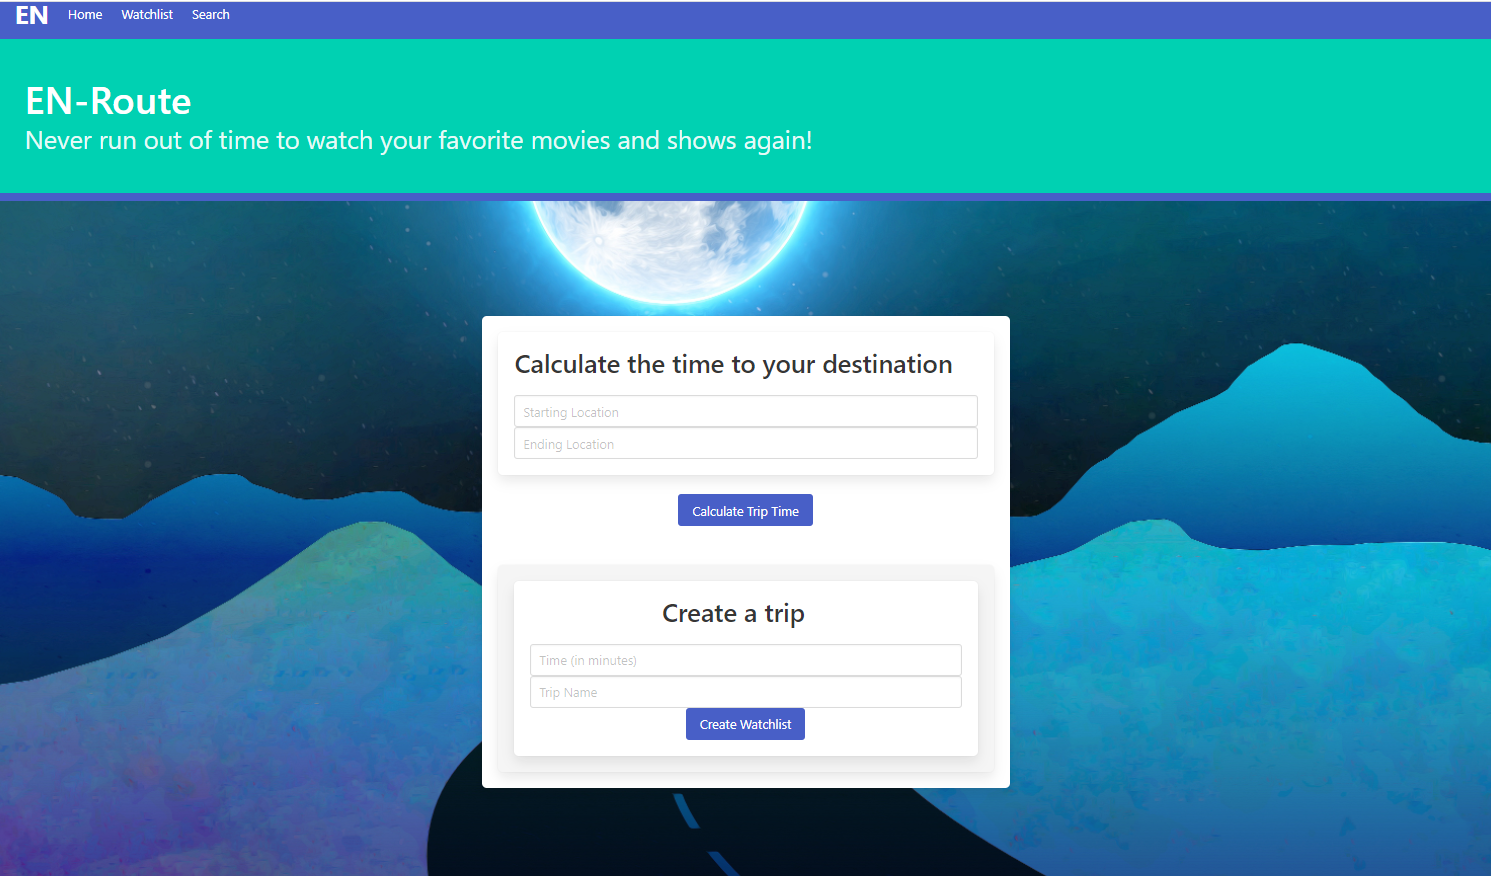 EN Home Watchlist Search
EN-Route
Never run out of time to watch your favorite movies and shows again!
Calculate the time to your destination
Starting Location
Ending Location
Calculate Trip Time
Create a trip
Time (in minutes)
Trip Name
Create Watchlist